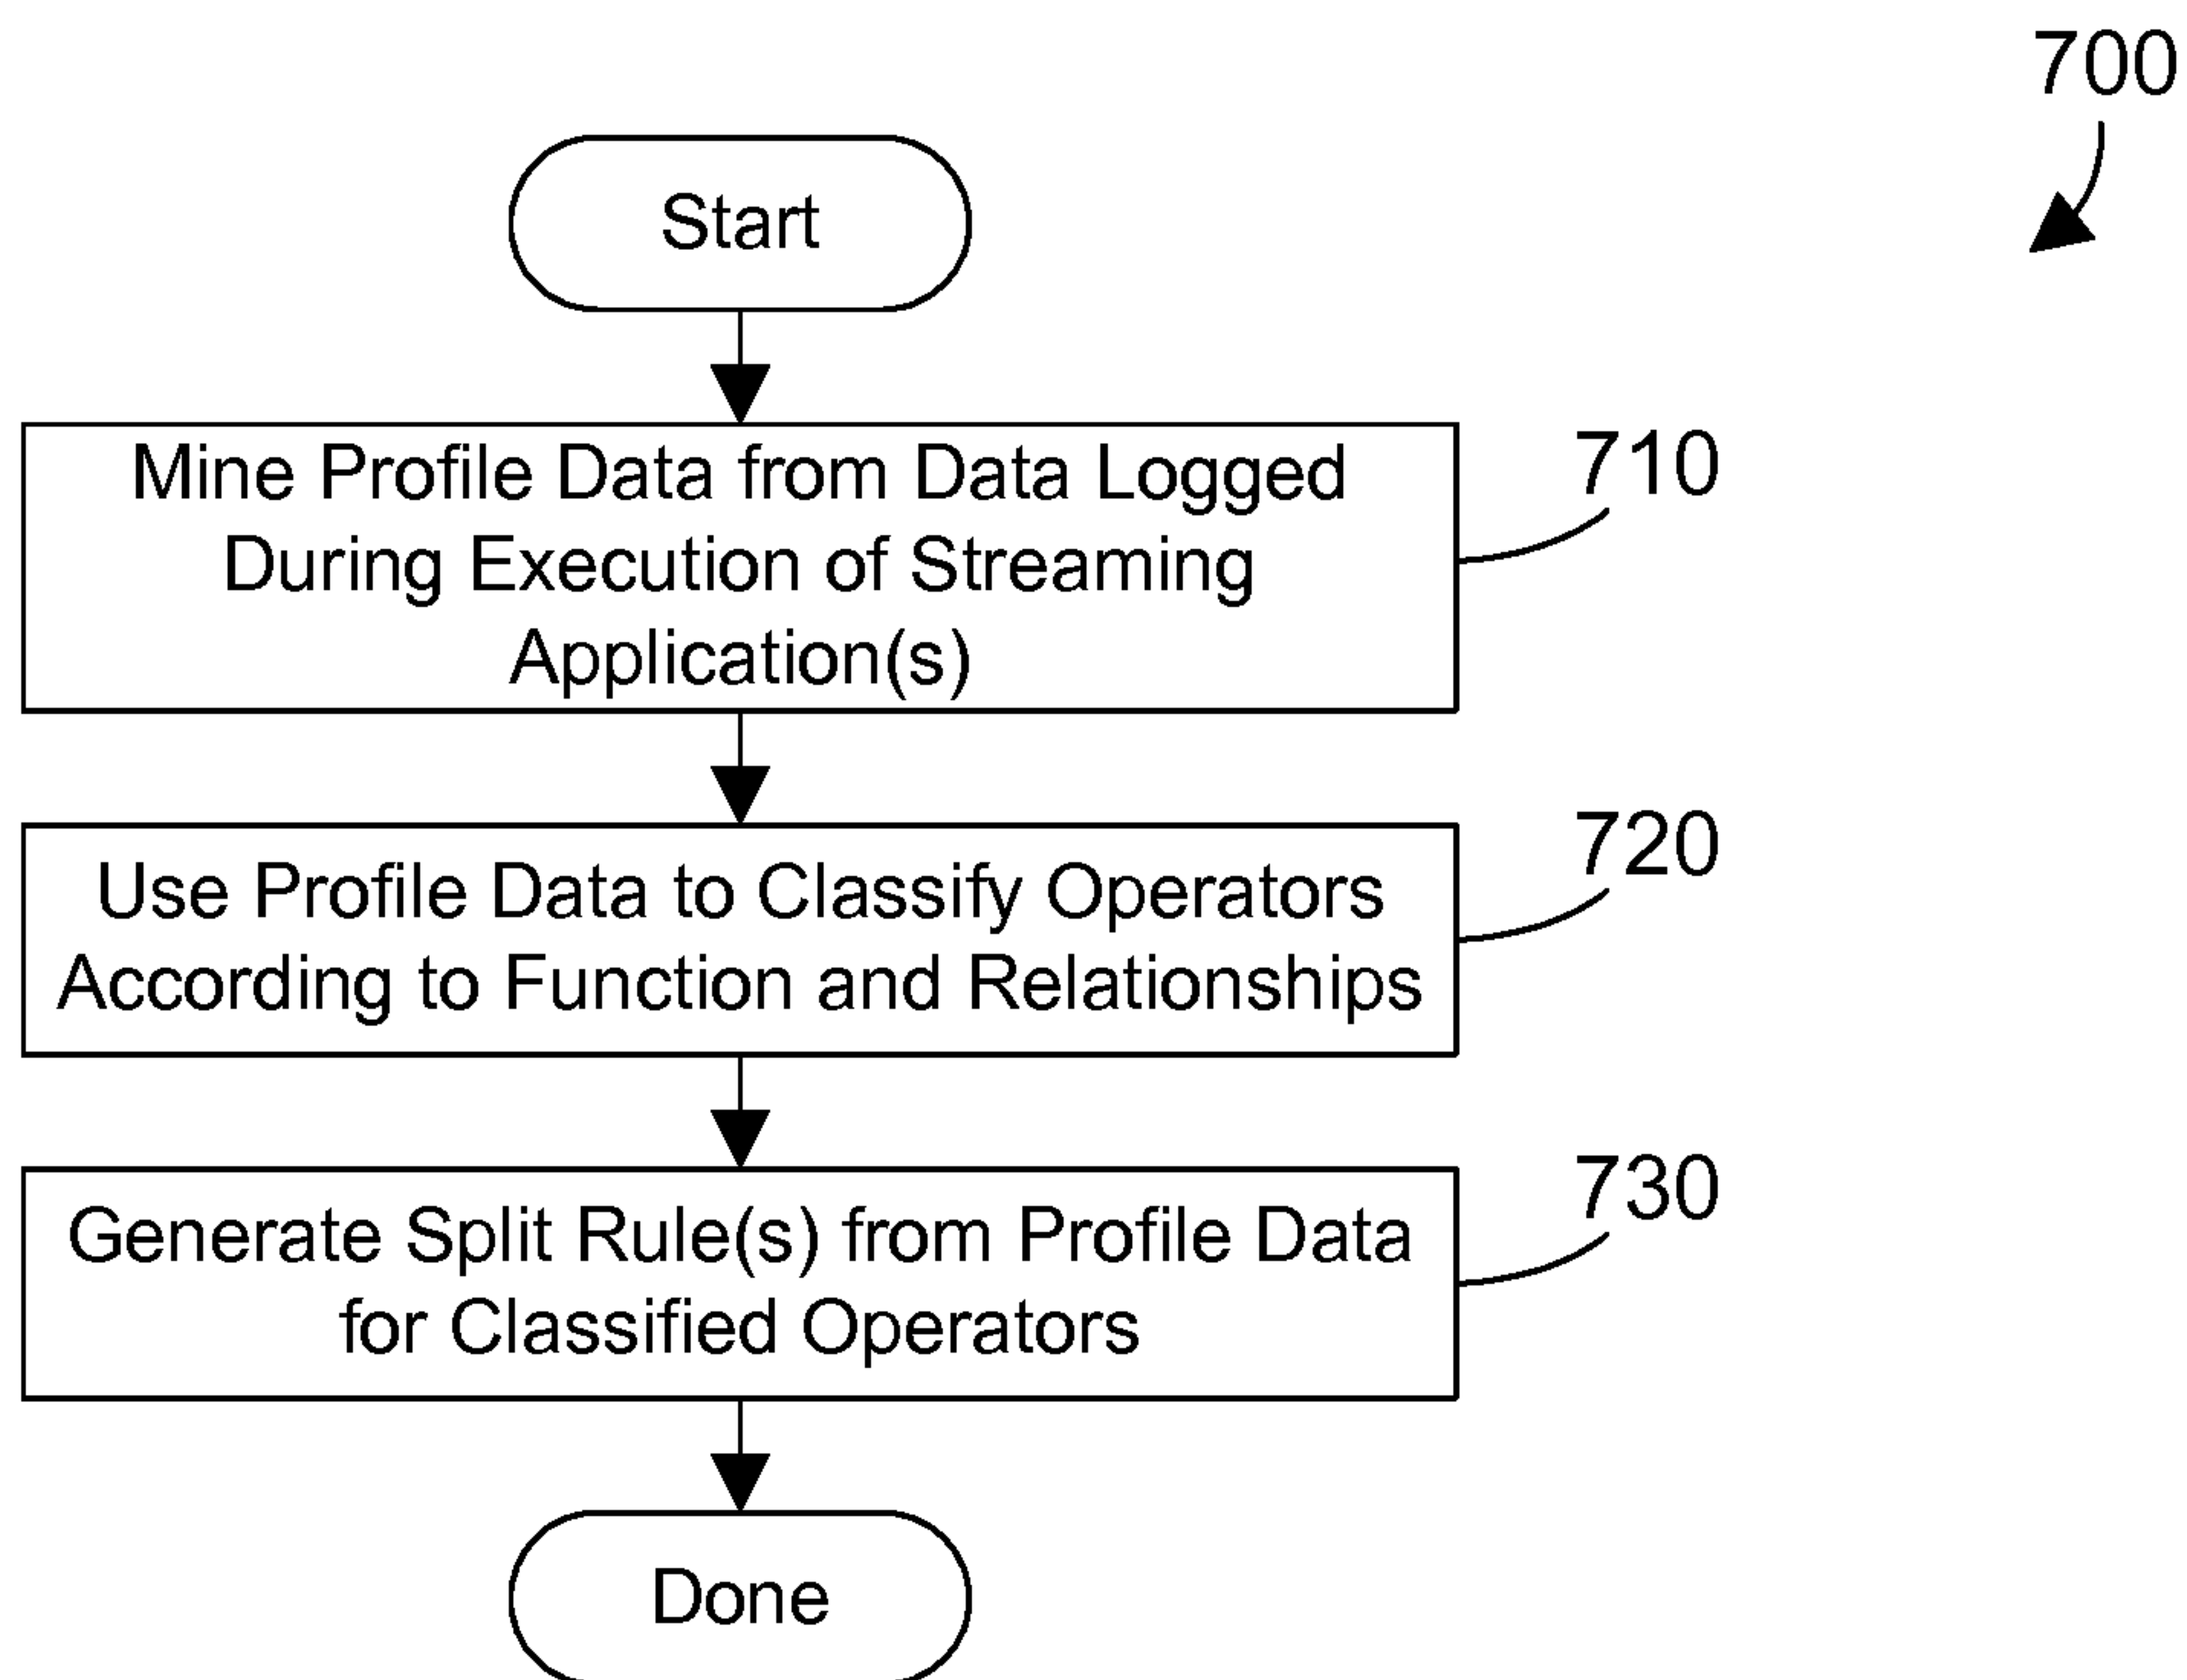 700
Start
Mine Profile Data from Data Logged
During Execution of Streaming
Application(s)
710
Use Profile Data to Classify Operators
According to Function and Relationships
720
Generate Split Rule(s) from Profile Data
for Classified Operators
730
Done